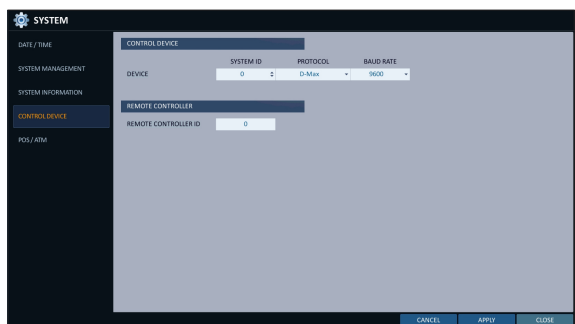 SYSTEM
DATE / TIME
SYSTEM MANAGEMENT
SYSTEM INFORMATION
CONTROL DEVICE
POS / ATM
CONTROL DEVICE
SYSTEM ID PROTOCOL BAUD RATE
DEVICE 0 D-Max 9600
REMOTE CONTROLLER
REMOTE CONTROLLER ID 0
CANCEL APPLY CLOSE